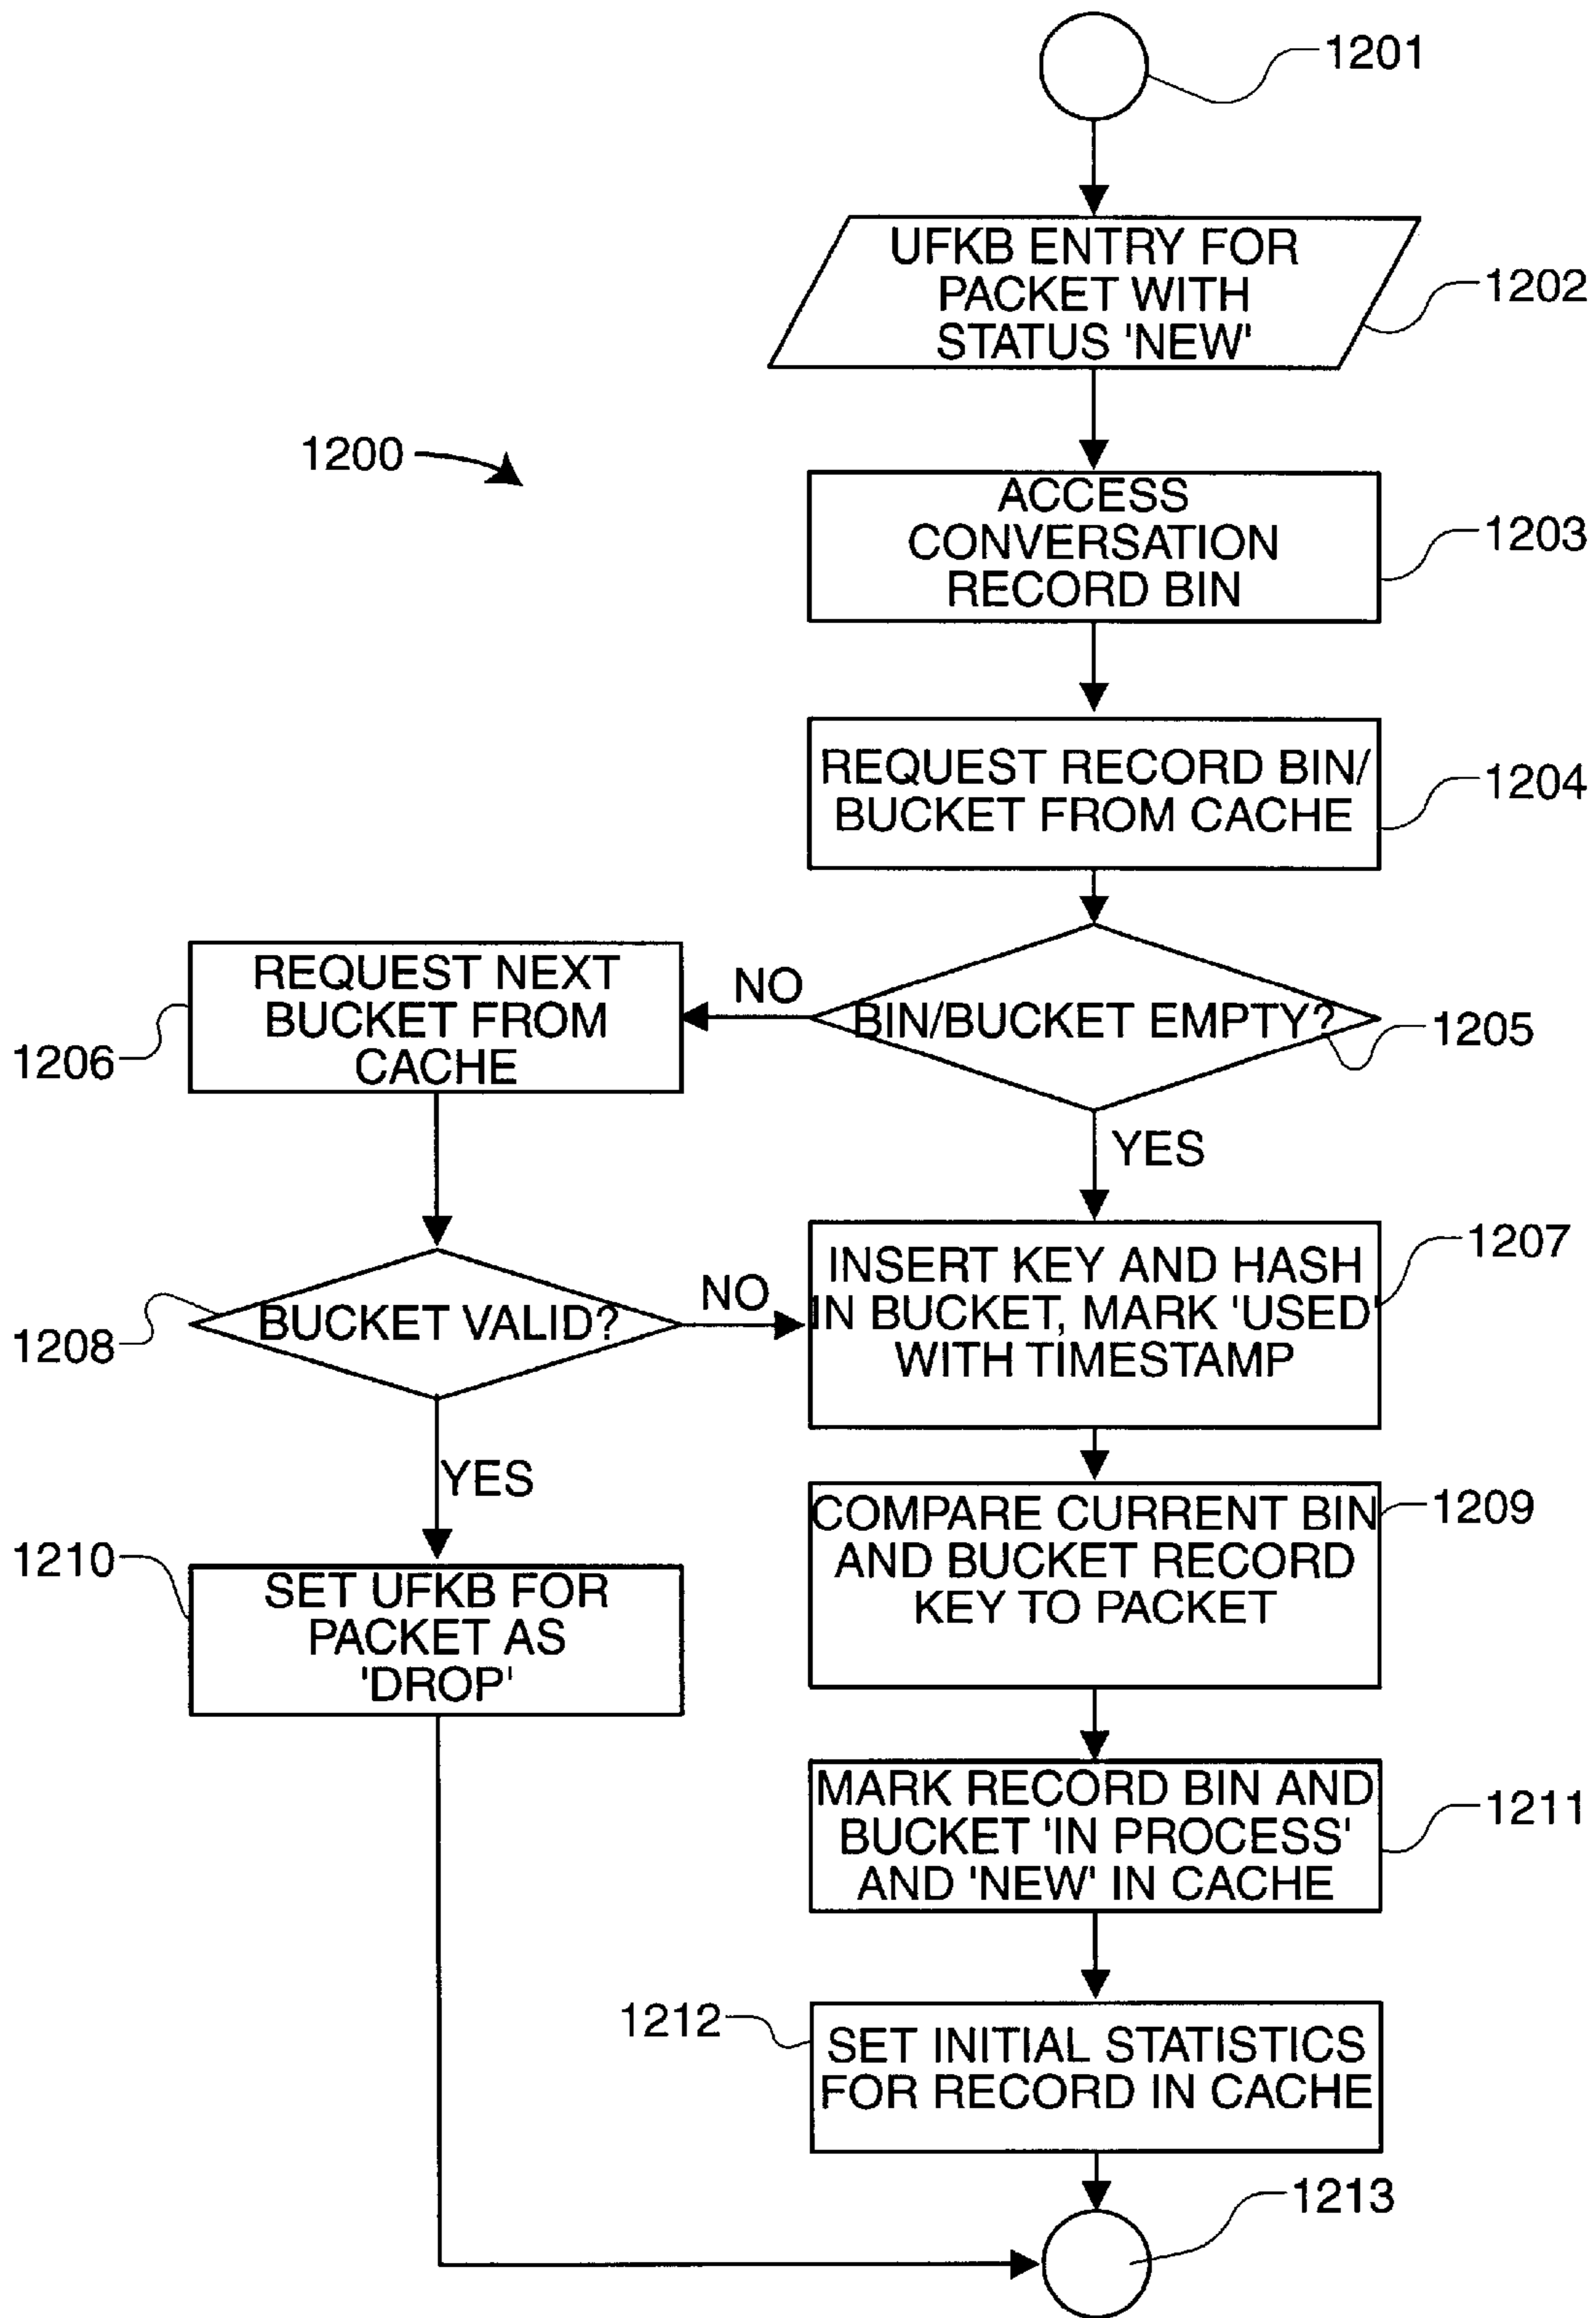 1201
UFKB ENTRY FOR
PACKET WITH
STATUS 'NEW'
1202
1200
ACCESS
CONVERSATION
RECORD BIN
1203
REQUEST RECORD BIN/
BUCKET FROM CACHE
1204
REQUEST NEXT
BUCKET FROM
CACHE
1206
NO
BIN/BUCKET EMPTY?
1205
YES
INSERT KEY AND HASH
IN BUCKET, MARK 'USED'
WITH TIMESTAMP
1207
BUCKET VALID?
1208
NO
YES
COMPARE CURRENT BIN
AND BUCKET RECORD
KEY TO PACKET
1209
1210
SET UFKB FOR
PACKET AS
'DROP'
MARK RECORD BIN AND
BUCKET 'IN PROCESS'
AND 'NEW' IN CACHE
1211
1212
SET INITIAL STATISTICS
FOR RECORD IN CACHE
1213